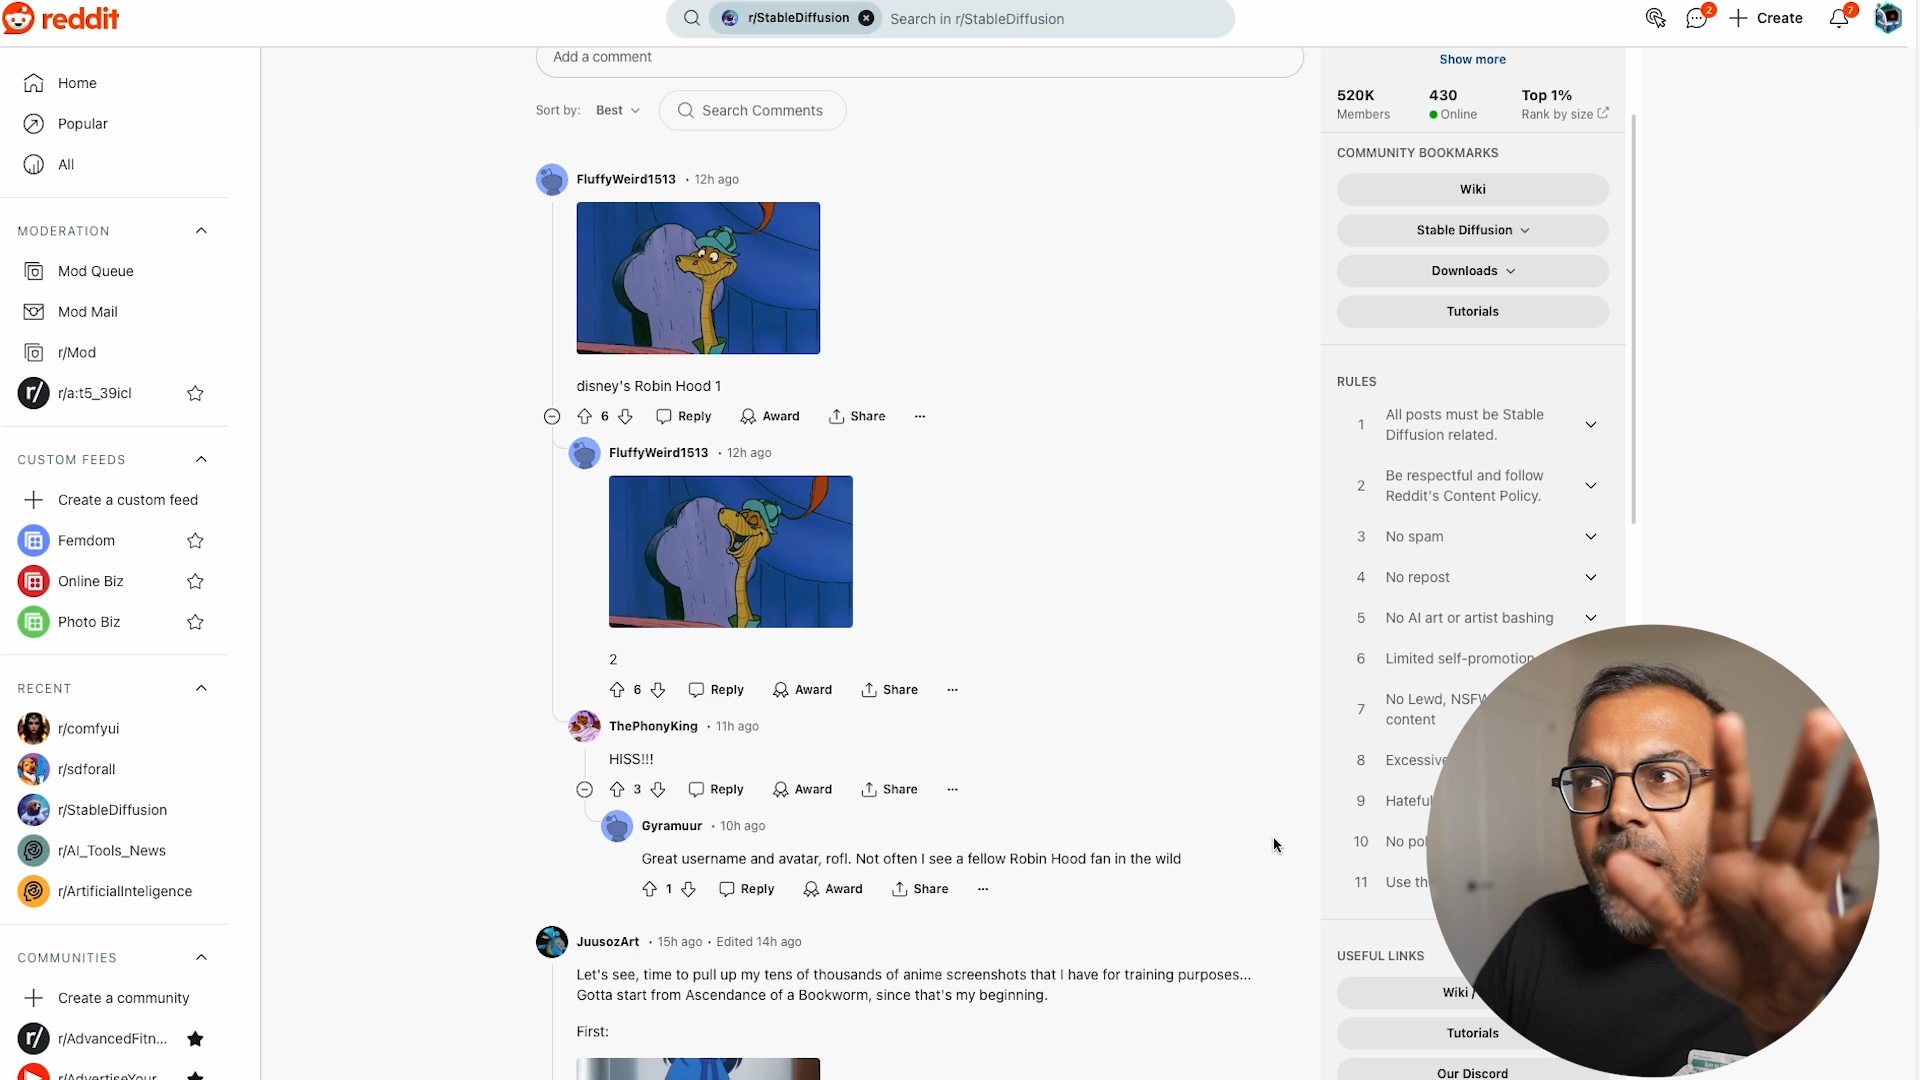 reddit
r/StableDiffusion
Search in r/StableDiffusion
2
Create
7
Home
Popular
All
MODERATION
Mod Queue
Mod Mail
r/Mod
r/a:t5_39icl
CUSTOM FEEDS
Create a custom feed
Femdom
Online Biz
Photo Biz
RECENT
r/comfyui
r/sdforall
r/StableDiffusion
r/AI_Tools_News
r/ArtificialInteligence
COMMUNITIES
Create a community
r/AdvancedFitn...
r/AdvertiseYour
Add a comment
Sort by: Best
Search Comments
FluffyWeird1513 • 12h ago
disney's Robin Hood 1
6 Reply Award Share ...
FluffyWeird1513 • 12h ago
2
6 Reply Award Share ...
ThePhonyKing • 11h ago
HISS!!!
3 Reply Award Share ...
Gyramuur • 10h ago
Great username and avatar, rofl. Not often I see a fellow Robin Hood fan in the wild
1 Reply Award Share ...
JuusozArt • 15h ago • Edited 14h ago
Let's see, time to pull up my tens of thousands of anime screenshots that I have for training purposes...
Gotta start from Ascendance of a Bookworm, since that's my beginning.
First:
Show more
520K 430 Top 1%
Members Online Rank by size
COMMUNITY BOOKMARKS
Wiki
Stable Diffusion
Downloads
Tutorials
RULES
1 All posts must be Stable
Diffusion related.
2 Be respectful and follow
Reddit's Content Policy.
3 No spam
4 No repost
5 No AI art or artist bashing
6 Limited self-promotion
7 No Lewd, NSFW
content
8 Excessive
9 Hateful
10 No pol
11 Use th
USEFUL LINKS
Wiki /
Tutorials
Our Discord